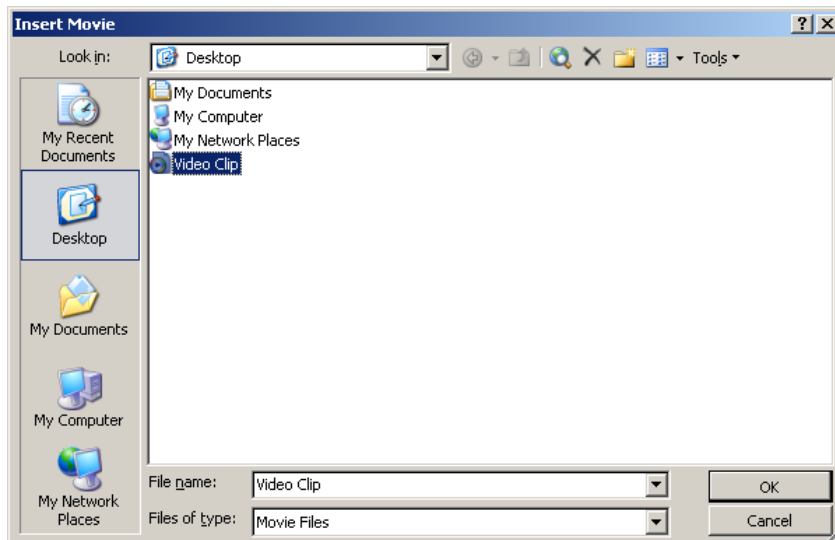 Insert Movie
Look in:
Desktop
Tools
My Recent
Documents
Desktop
My Documents
My Computer
My Network
Places
My Documents
My Computer
My Network Places
Video Clip
File name:
Video Clip
OK
Files of type:
Movie Files
Cancel